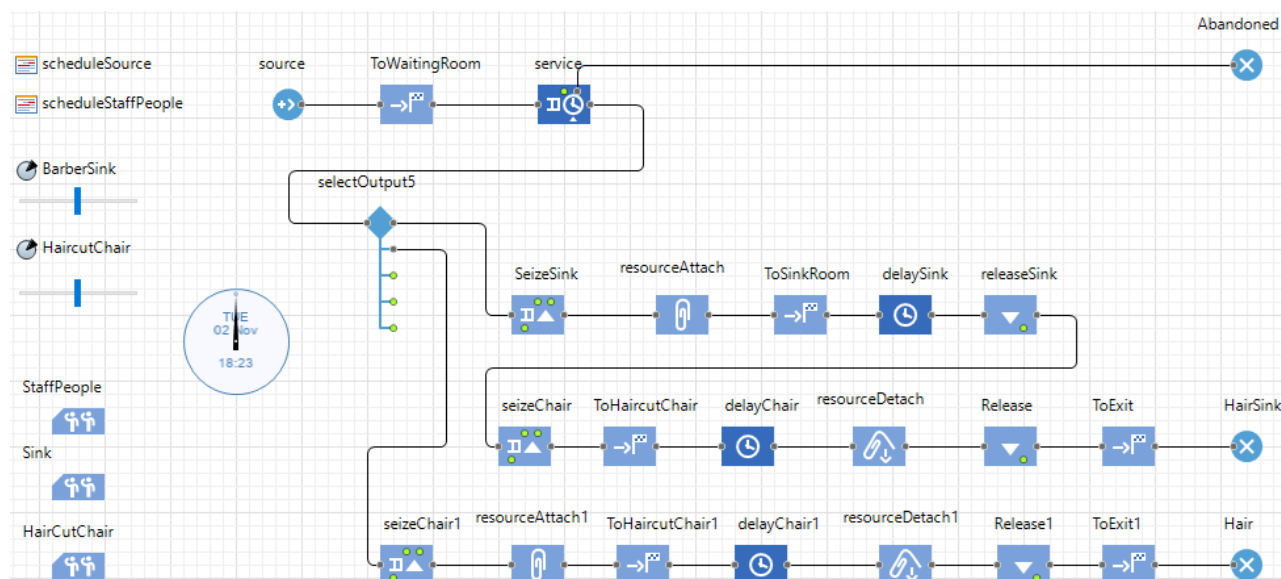 Abandoned
scheduleSource
source
ToWaitingRoom
service
scheduleStaffPeople
BarberSink
selectOutput5
HaircutChair
SeizeSink
resourceAttach
ToSinkRoom
delaySink
releaseSink
TUE
02 Nov
18:23
StaffPeople
seizeChair
ToHaircutChair
delayChair
resourceDetach
Release
ToExit
HairSink
Sink
HairCutChair
seizeChair1
resourceAttach1
ToHaircutChair1
delayChair1
resourceDetach1
Release1
ToExit1
Hair